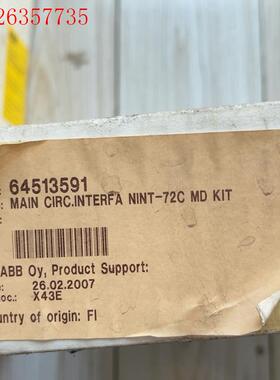 26357735
: 64513591
: MAIN CIRC.INTERFA NINT-72C MD KIT
ABB Oy, Product Support:
26.02.2007
oc.: X43E
untry of origin: FI